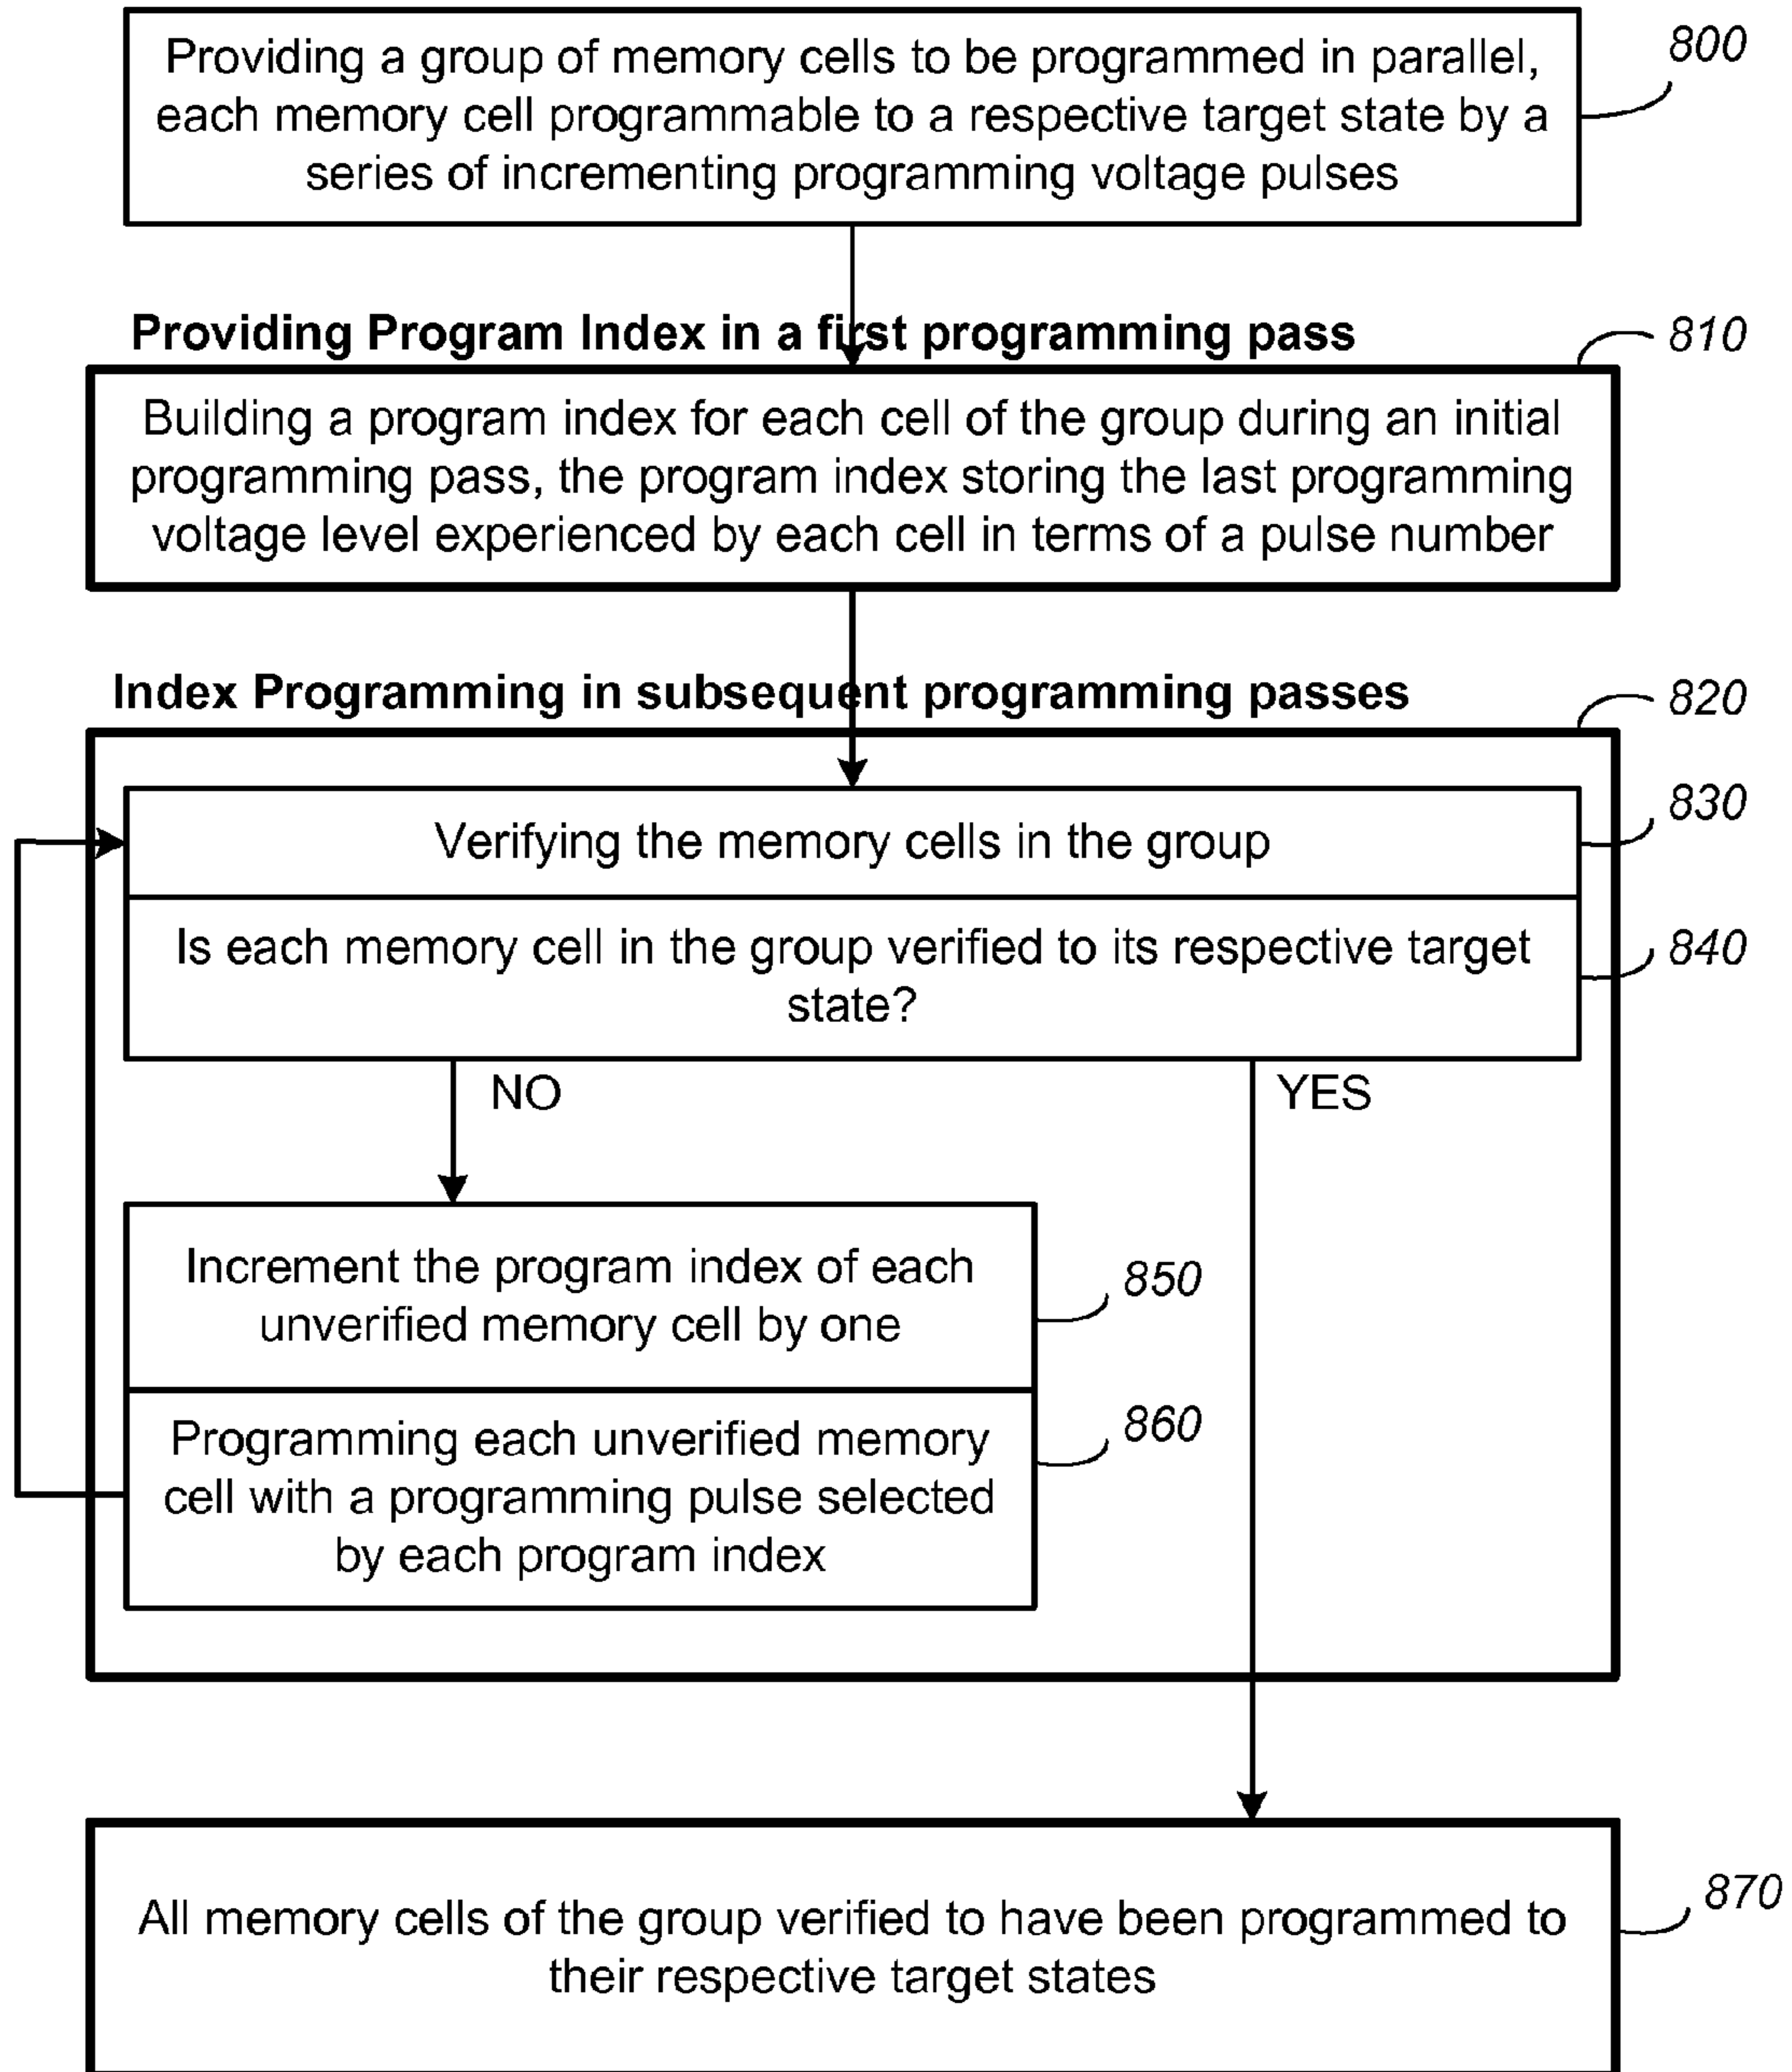 Providing a group of memory cells to be programmed in parallel,
each memory cell programmable to a respective target state by a
series of incrementing programming voltage pulses
800
Providing Program Index in a first programming pass
810
Building a program index for each cell of the group during an initial
programming pass, the program index storing the last programming
voltage level experienced by each cell in terms of a pulse number
Index Programming in subsequent programming passes
820
Verifying the memory cells in the group
830
Is each memory cell in the group verified to its respective target
state?
840
NO
YES
Increment the program index of each
unverified memory cell by one
850
Programming each unverified memory
cell with a programming pulse selected
by each program index
860
All memory cells of the group verified to have been programmed to
their respective target states
870